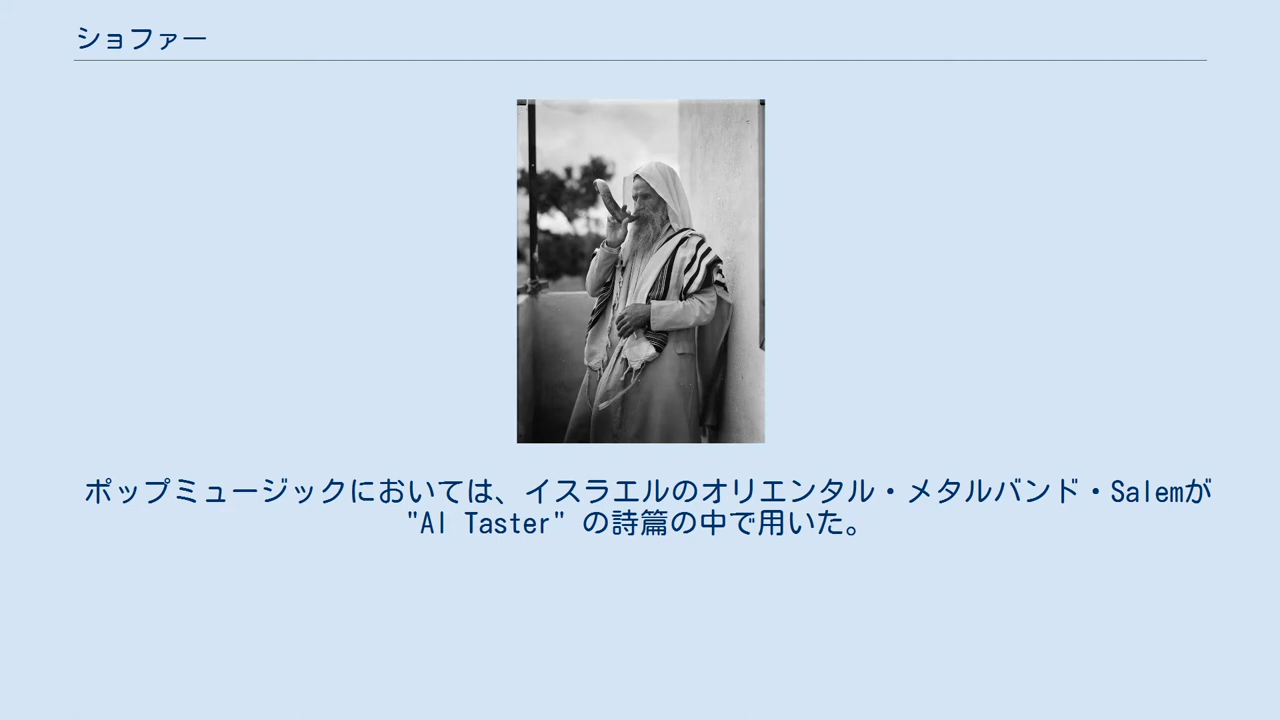 ショファー
ポップミュージックにおいては、イスラエルのオリエンタル・メタルバンド・Salemが
"Al Taster" の詩篇の中で用いた。